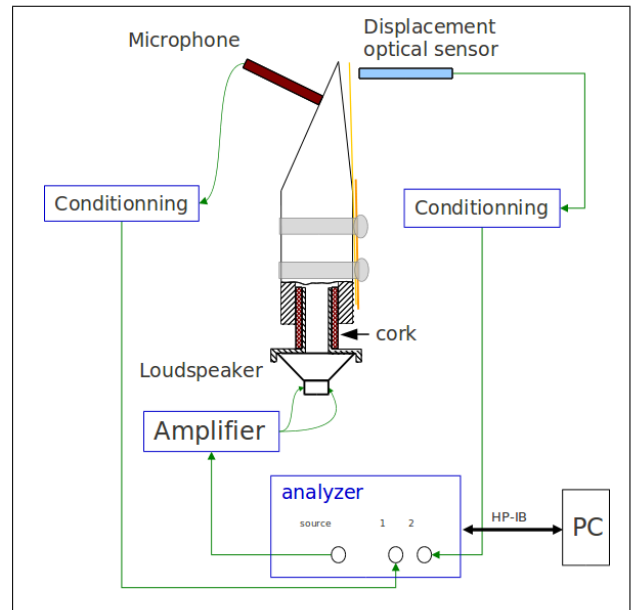 Microphone
Displacement
optical sensor
Conditionning
Conditionning
cork
Loudspeaker
Amplifier
analyzer
source 1 2
HP-IB
PC